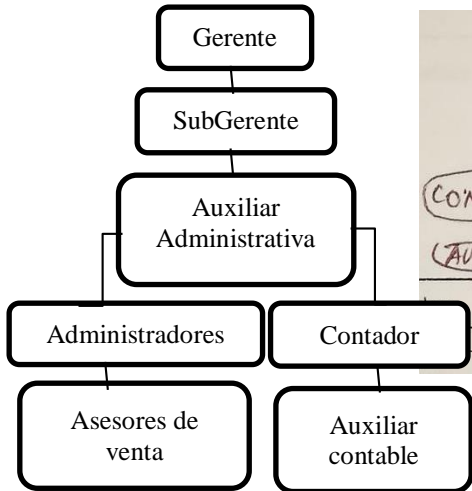 Gerente
SubGerente
Auxiliar
Administrativa
Administradores
Contador
Asesores de
venta
Auxiliar
contable